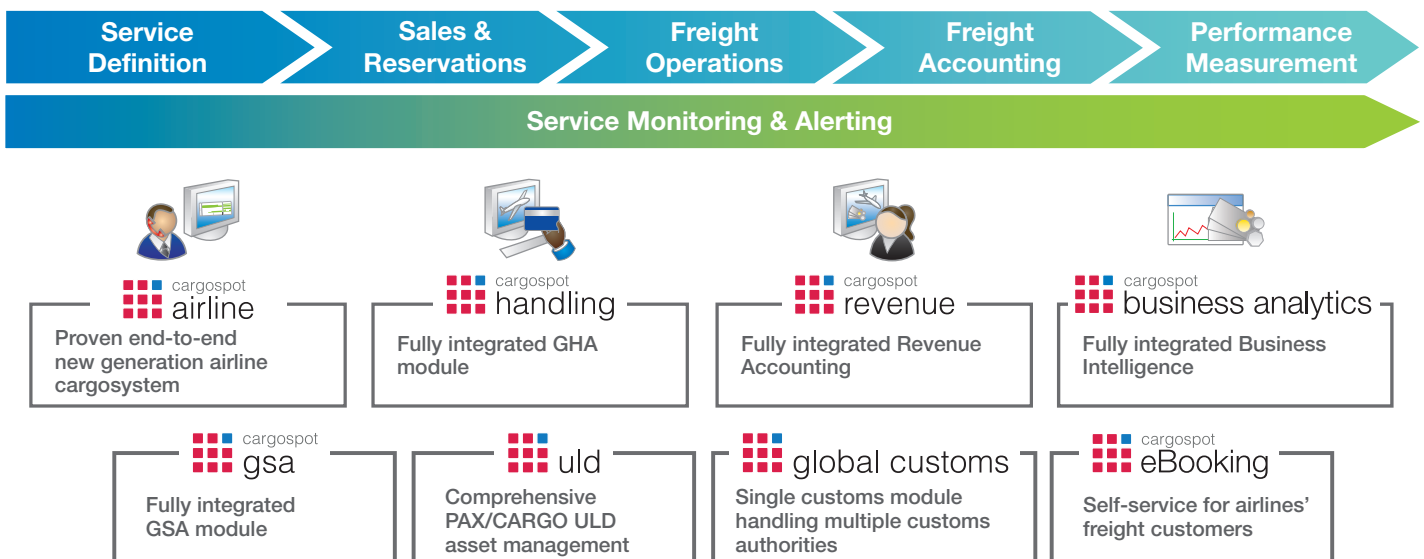 Service
Definition
Sales &
Reservations
Freight
Operations
Freight
Accounting
Performance
Measurement
Service Monitoring & Alerting
cargospot
airline
Proven end-to-end
new generation airline
cargosystem
cargospot
handling
Fully integrated GHA
module
cargospot
revenue
Fully integrated Revenue
Accounting
cargospot
business analytics
Fully integrated Business
Intelligence
cargospot
gsa
Fully integrated
GSA module
uld
Comprehensive
PAX/CARGO ULD
asset management
global customs
Single customs module
handling multiple customs
authorities
cargospot
eBooking
Self-service for airlines’
freight customers